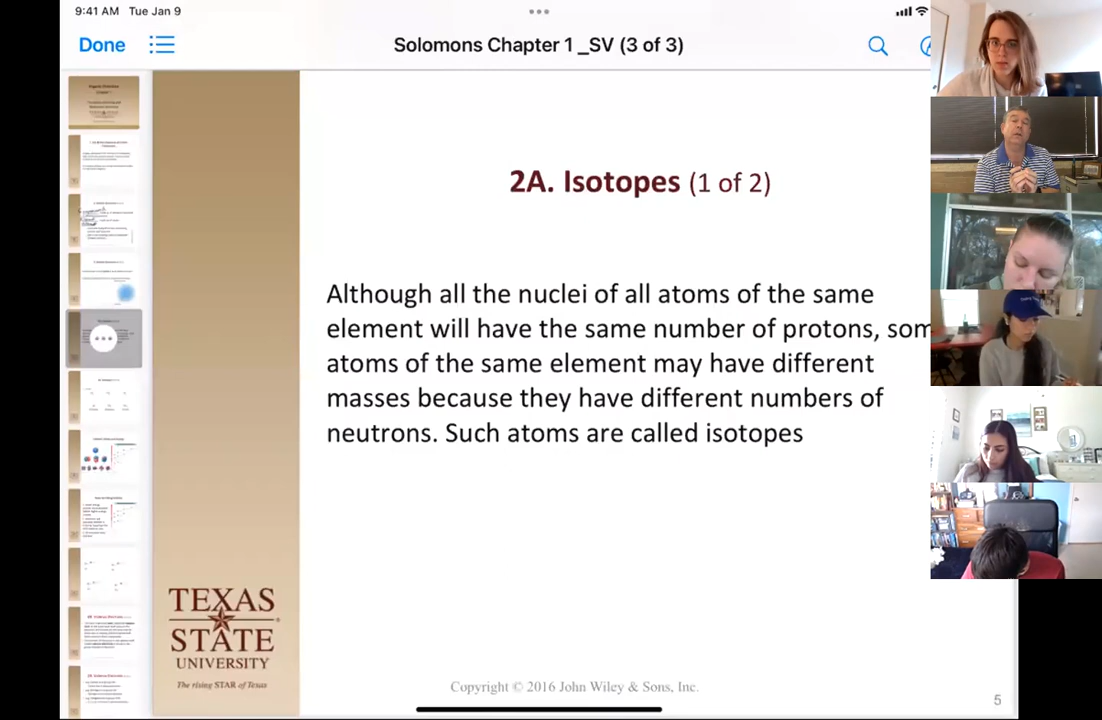 9:41 AM Tue Jan 9
Done
Solomons Chapter 1 _SV (3 of 3)
2A. Isotopes (1 of 2)
Although all the nuclei of all atoms of the same
element will have the same number of protons, som
atoms of the same element may have different
masses because they have different numbers of
neutrons. Such atoms are called isotopes
TEXAS
STATE
UNIVERSITY
The rising STAR of Texas
Copyright © 2016 John Wiley & Sons, Inc.
5